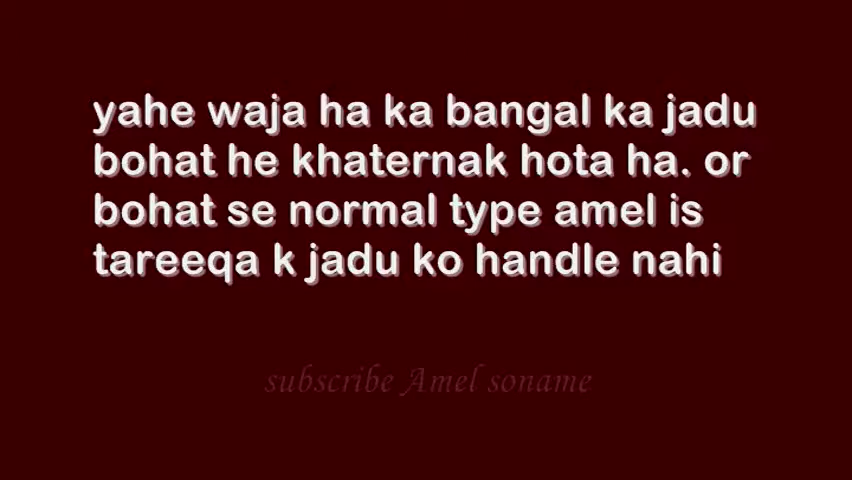 yahe waja ha ka bangal ka jadu
bohat he khaternak hota ha. or
bohat se normal type amel is
tareeqa k jadu ko handle nahi
subscribe Amel soname